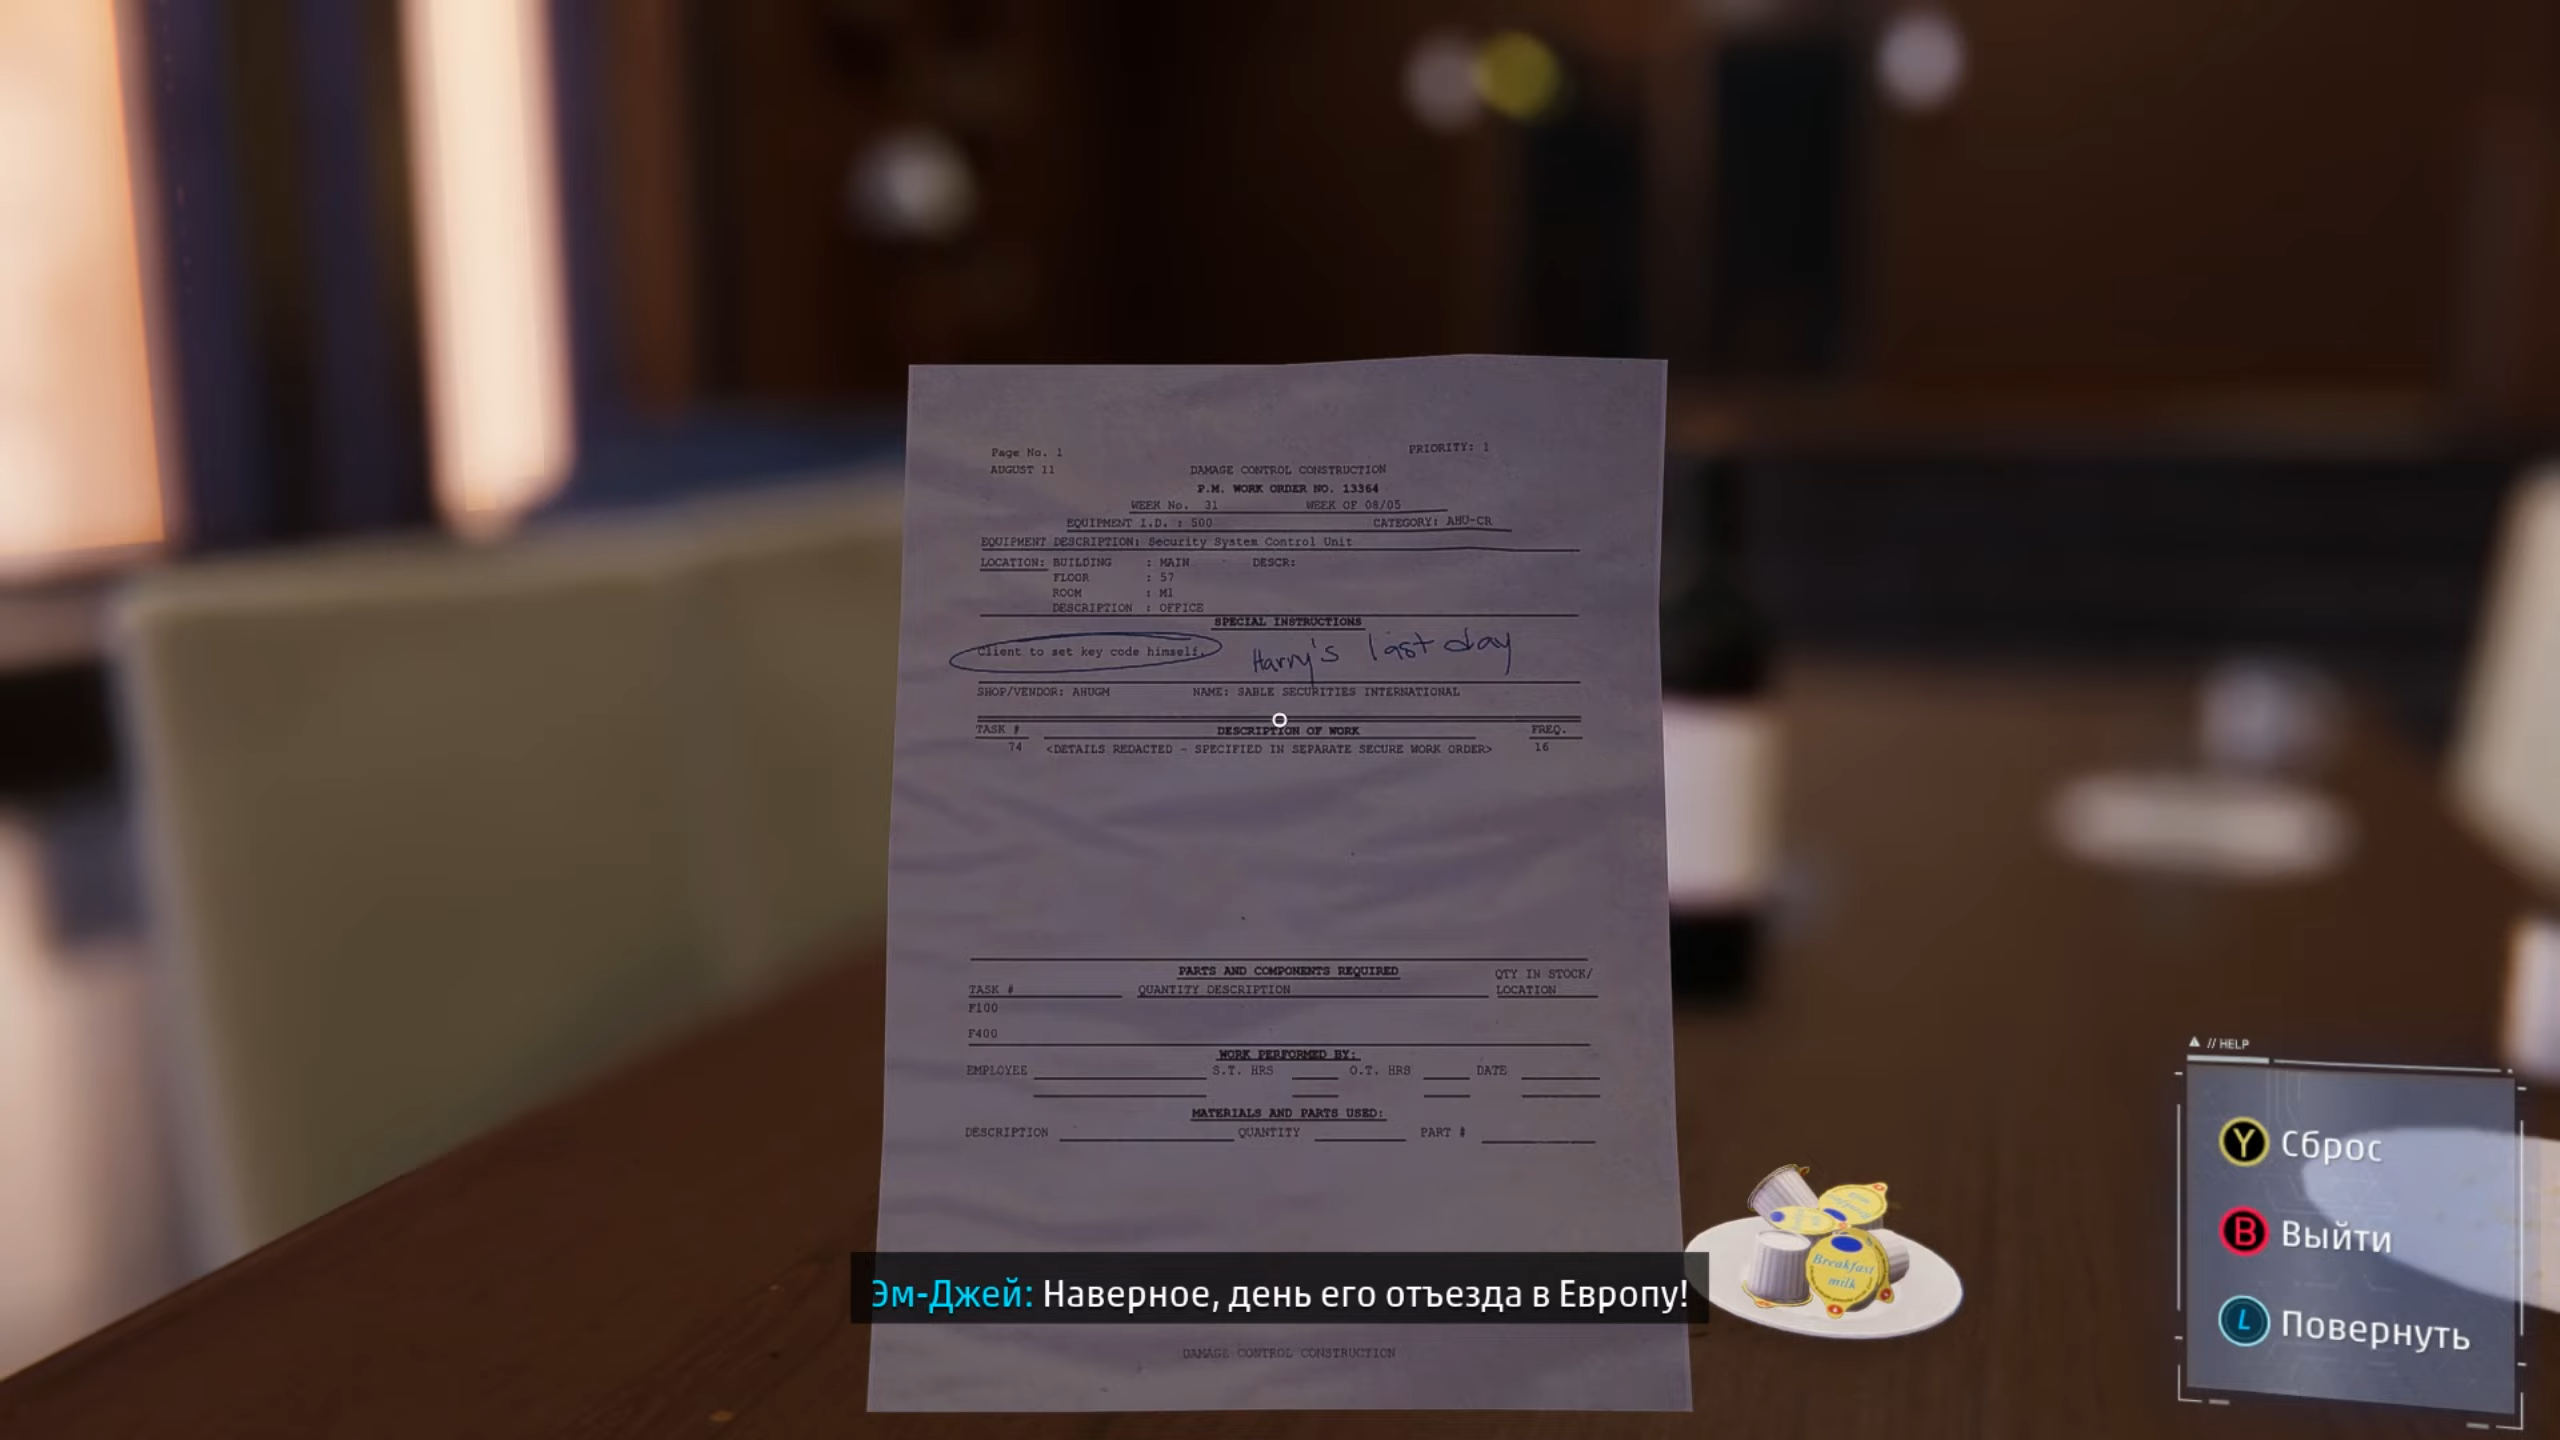 Page No. 1
PRIORITY: 1
AUGUST 11
DAMAGE CONTROL CONSTRUCTION
P.M. WORK ORDER NO. 13364
WEEK No. 31 WEEK OF 08/05
EQUIPMENT I.D. : 500 CATEGORY: AHU-CR
EQUIPMENT DESCRIPTION: Security System Control Unit
LOCATION: BUILDING : MAIN DESCR:
FLOOR : 57
ROOM : M1
DESCRIPTION : OFFICE
SPECIAL INSTRUCTIONS
Client to set key code himself. Harry's last day
SHOP/VENDOR: AHUGM NAME: SABLE SECURITIES INTERNATIONAL
TASK # DESCRIPTION OF WORK FREQ.
74 <DETAILS REDACTED - SPECIFIED IN SEPARATE SECURE WORK ORDER> 16
PARTS AND COMPONENTS REQUIRED QTY IN STOCK/
TASK # QUANTITY DESCRIPTION LOCATION
F100
F400
WORK PERFORMED BY:
EMPLOYEE S.T. HRS O.T. HRS DATE
MATERIALS AND PARTS USED:
DESCRIPTION QUANTITY PART #
DAMAGE CONTROL CONSTRUCTION
Breakfast
milk
Эм-Джей: Наверное, день его отъезда в Европу!
// HELP
Y Сброс
B Выйти
L Повернуть